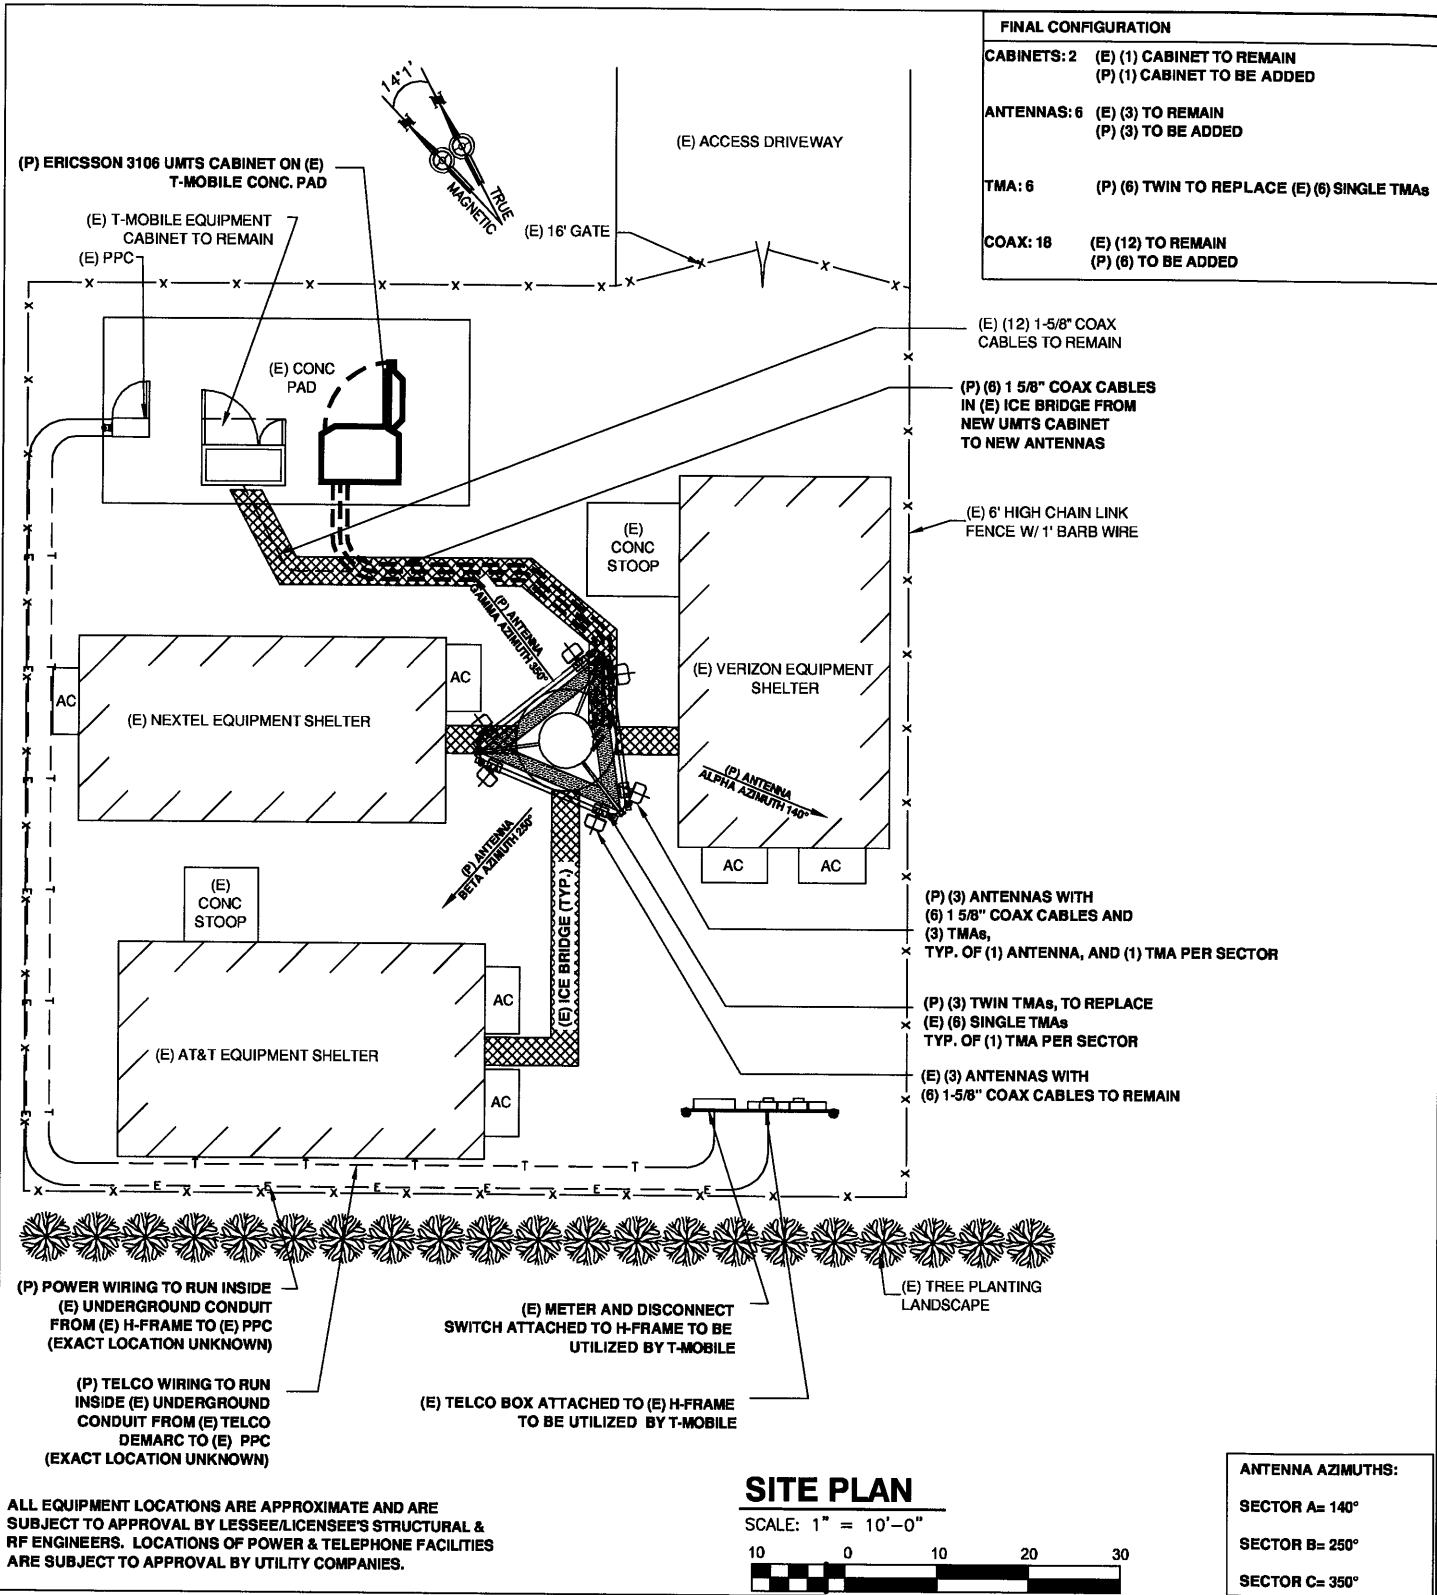 FINAL CONFIGURATION
CABINETS: 2 (E) (1) CABINET TO REMAIN
(P) (1) CABINET TO BE ADDED
ANTENNAS: 6 (E) (3) TO REMAIN
(P) (3) TO BE ADDED
TMA: 6 (P) (6) TWIN TO REPLACE (E) (6) SINGLE TMAs
COAX: 18 (E) (12) TO REMAIN
(P) (6) TO BE ADDED
14°1'
N
N
MAGNETIC
TRUE
(E) ACCESS DRIVEWAY
(P) ERICSSON 3106 UMTS CABINET ON (E)
T-MOBILE CONC. PAD
(E) T-MOBILE EQUIPMENT
CABINET TO REMAIN
(E) PPC
(E) 16' GATE
(E) CONC
PAD
(E) (12) 1-5/8" COAX
CABLES TO REMAIN
(P) (6) 1 5/8" COAX CABLES
IN (E) ICE BRIDGE FROM
NEW UMTS CABINET
TO NEW ANTENNAS
(E) 6' HIGH CHAIN LINK
FENCE W/ 1' BARB WIRE
(E)
CONC
STOOP
(P) ANTENNA
GAMMA AZIMUTH 350°
(E) VERIZON EQUIPMENT
SHELTER
AC
(E) NEXTEL EQUIPMENT SHELTER
AC
(P) ANTENNA
ALPHA AZIMUTH 140°
(P) ANTENNA
BETA AZIMUTH 250°
AC
AC
(E)
CONC
STOOP
(E) ICE BRIDGE (TYP.)
(P) (3) ANTENNAS WITH
(6) 1 5/8" COAX CABLES AND
(3) TMAs,
TYP. OF (1) ANTENNA, AND (1) TMA PER SECTOR
AC
(P) (3) TWIN TMAs, TO REPLACE
(E) (6) SINGLE TMAs
TYP. OF (1) TMA PER SECTOR
(E) AT&T EQUIPMENT SHELTER
(E) (3) ANTENNAS WITH
(6) 1-5/8" COAX CABLES TO REMAIN
AC
T T T T T
E E E E E E
(P) POWER WIRING TO RUN INSIDE
(E) UNDERGROUND CONDUIT
FROM (E) H-FRAME TO (E) PPC
(EXACT LOCATION UNKNOWN)
(E) METER AND DISCONNECT
SWITCH ATTACHED TO H-FRAME TO BE
UTILIZED BY T-MOBILE
(E) TREE PLANTING
LANDSCAPE
(P) TELCO WIRING TO RUN
INSIDE (E) UNDERGROUND
CONDUIT FROM (E) TELCO
DEMARC TO (E) PPC
(EXACT LOCATION UNKNOWN)
(E) TELCO BOX ATTACHED TO (E) H-FRAME
TO BE UTILIZED BY T-MOBILE
ALL EQUIPMENT LOCATIONS ARE APPROXIMATE AND ARE
SUBJECT TO APPROVAL BY LESSEE/LICENSEE'S STRUCTURAL &
RF ENGINEERS. LOCATIONS OF POWER & TELEPHONE FACILITIES
ARE SUBJECT TO APPROVAL BY UTILITY COMPANIES.
SITE PLAN
SCALE: 1" = 10'-0"
10 0 10 20 30
ANTENNA AZIMUTHS:
SECTOR A= 140°
SECTOR B= 250°
SECTOR C= 350°